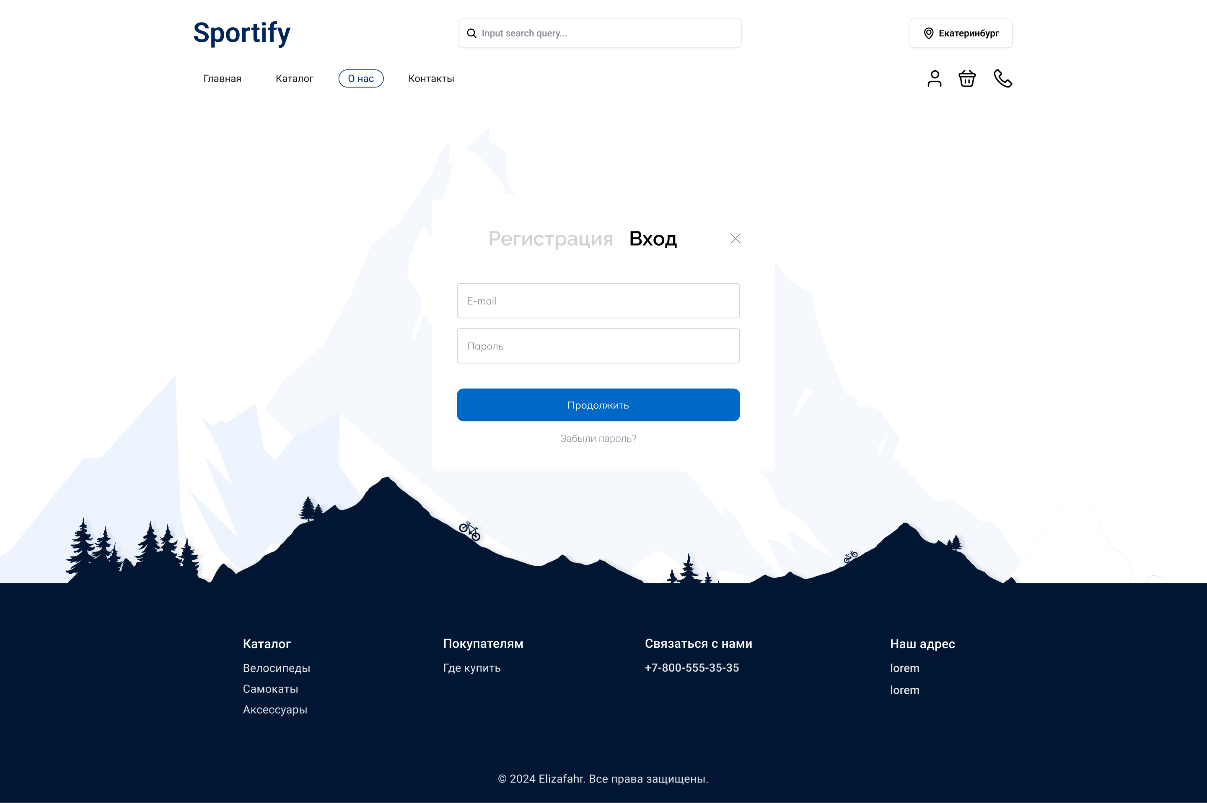 Sportify
Input search query...
Екатеринбург
Главная
Каталог
О нас
Контакты
Регистрация Вход
E-mail
Пароль
Продолжить
Забыли пароль?
Каталог
Велосипеды
Самокаты
Аксессуары
Покупателям
Где купить
Связаться с нами
+7-800-555-35-35
Наш адрес
lorem
lorem
© 2024 Elizafahr. Все права защищены.